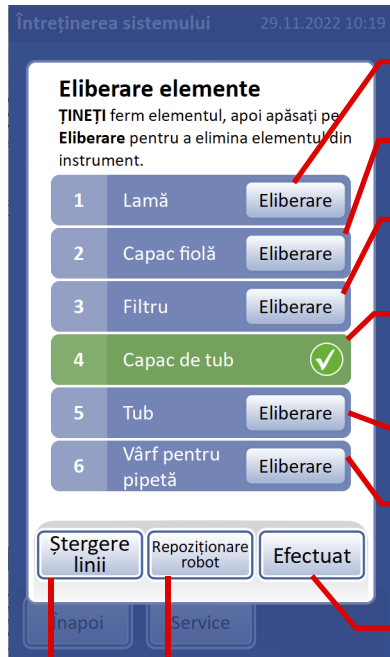 Întreținerea sistemului 29.11.2022 10:19
Eliberare elemente
ȚINEȚI ferm elementul, apoi apăsați pe
Eliberare pentru a elimina elementul din
instrument.
1 Lamă Eliberare
2 Capac fiolă Eliberare
3 Filtru Eliberare
4 Capac de tub
5 Tub Eliberare
6 Vârf pentru
pipetă Eliberare
Ștergere
linii
Repoziționare
robot
Efectuat
Înapoi Service